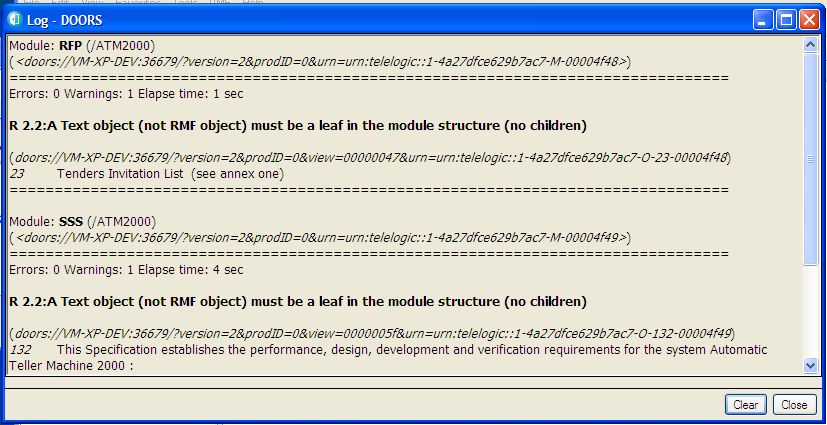 File Edit View Favorites Tools UME Help
Log - DOORS
Module: RFP (/ATM2000)
(<doors://VM-XP-DEV:36679/?version=2&prodID=0&urn=urn:telelogic::1-4a27dfce629b7ac7-M-00004f48>)
================================================================================
Errors: 0 Warnings: 1 Elapse time: 1 sec
R 2.2:A Text object (not RMF object) must be a leaf in the module structure (no children)
(doors://VM-XP-DEV:36679/?version=2&prodID=0&view=00000047&urn=urn:telelogic::1-4a27dfce629b7ac7-O-23-00004f48)
23 Tenders Invitation List (see annex one)
================================================================================
Module: SSS (/ATM2000)
(<doors://VM-XP-DEV:36679/?version=2&prodID=0&urn=urn:telelogic::1-4a27dfce629b7ac7-M-00004f49>)
================================================================================
Errors: 0 Warnings: 1 Elapse time: 4 sec
R 2.2:A Text object (not RMF object) must be a leaf in the module structure (no children)
(doors://VM-XP-DEV:36679/?version=2&prodID=0&view=0000005f&urn=urn:telelogic::1-4a27dfce629b7ac7-O-132-00004f49)
132 This Specification establishes the performance, design, development and verification requirements for the system Automatic
Teller Machine 2000 :
Clear Close